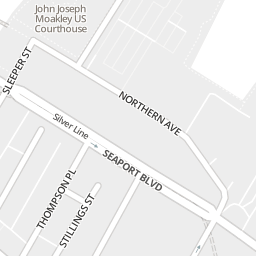 John Joseph
Moakley US
Courthouse
SLEEPER ST
NORTHERN AVE
Silver Line
SEAPORT BLVD
THOMPSON PL
STILLINGS ST